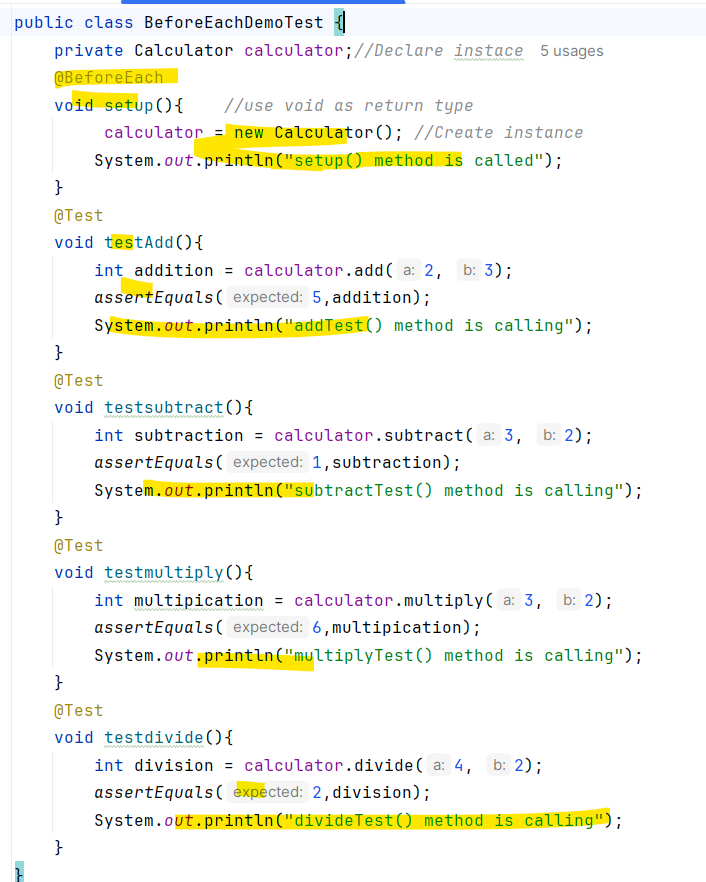 public class BeforeEachDemoTest {
private Calculator calculator;//Declare instace 5 usages
@BeforeEach
void setup(){ //use void as return type
calculator = new Calculator(); //Create instance
System.out.println("setup() method is called");
}
@Test
void testAdd(){
int addition = calculator.add( a: 2, b: 3);
assertEquals( expected: 5,addition);
System.out.println("addTest() method is calling");
}
@Test
void testsubtract(){
int subtraction = calculator.subtract( a: 3, b: 2);
assertEquals( expected: 1,subtraction);
System.out.println("subtractTest() method is calling");
}
@Test
void testmultiply(){
int multipication = calculator.multiply( a: 3, b: 2);
assertEquals( expected: 6,multipication);
System.out.println("multiplyTest() method is calling");
}
@Test
void testdivide(){
int division = calculator.divide( a: 4, b: 2);
assertEquals( expected: 2,division);
System.out.println("divideTest() method is calling");
}
}